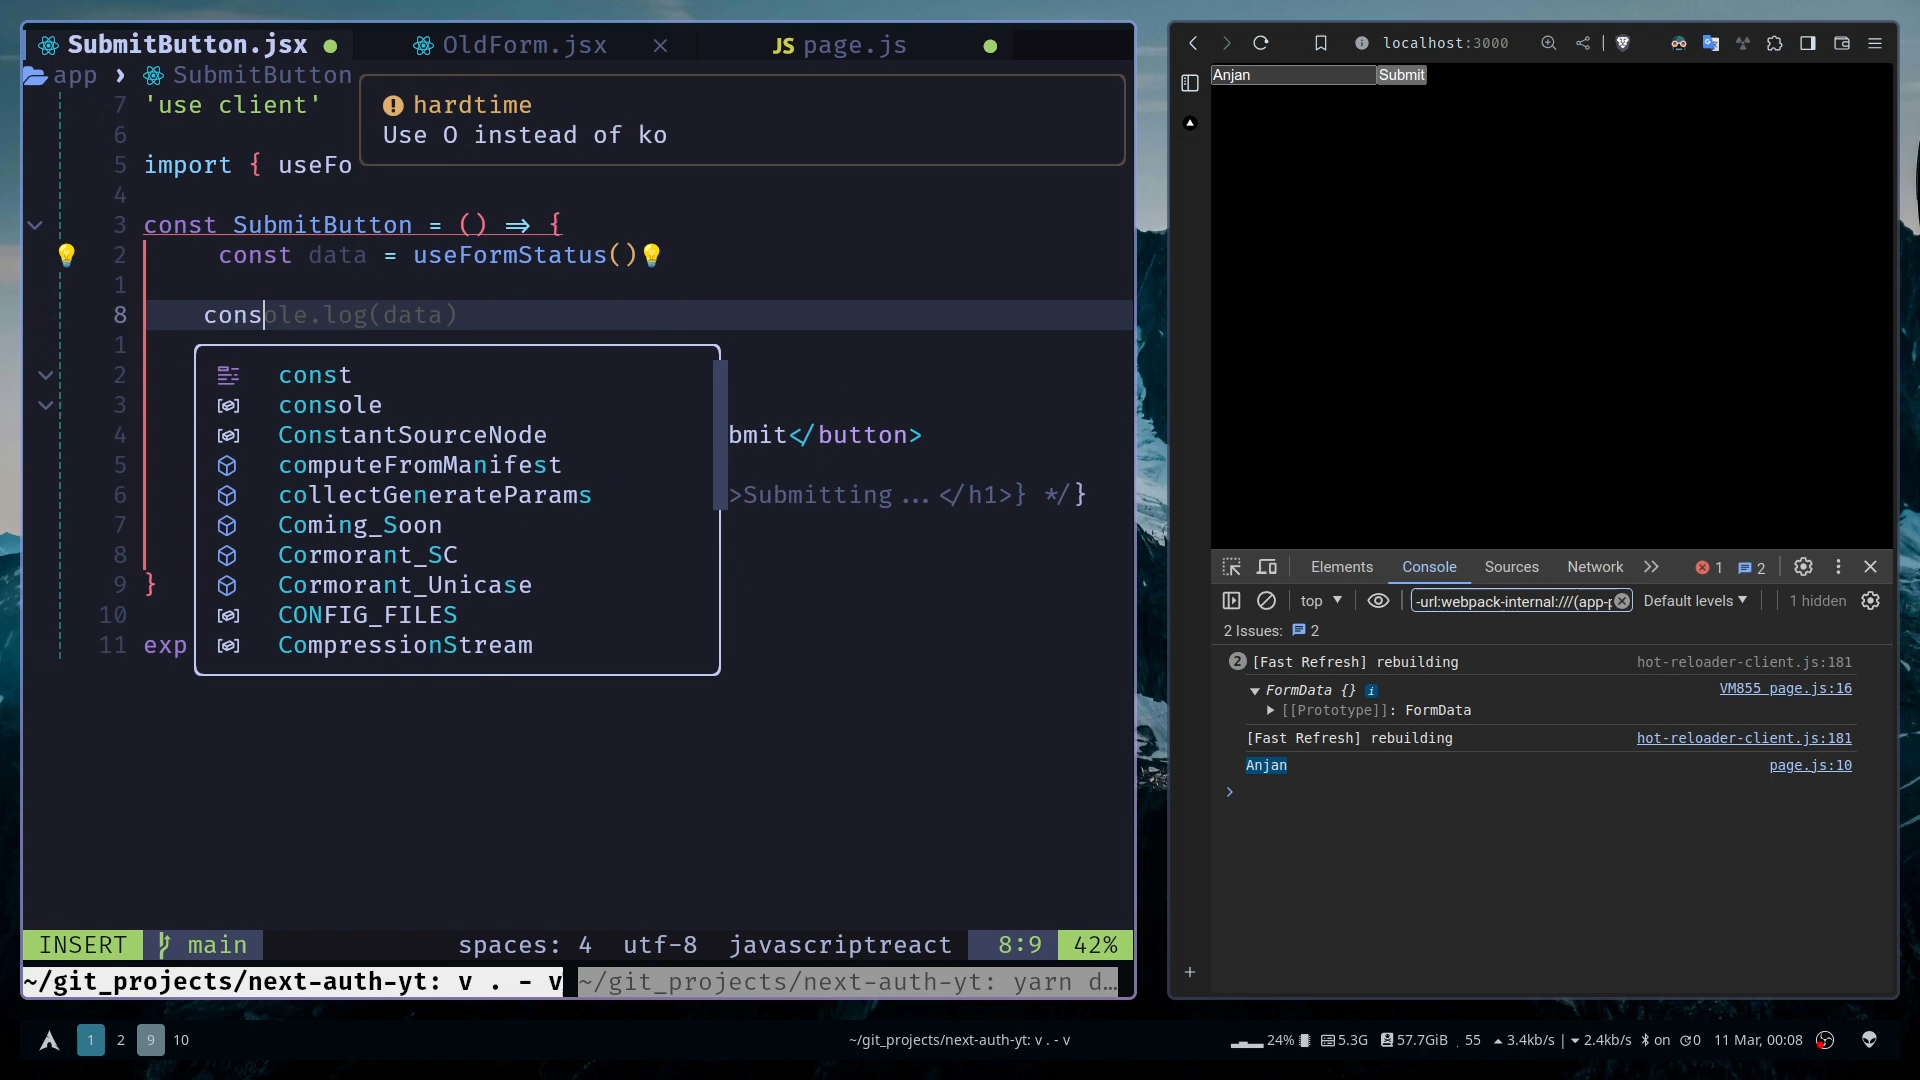 SubmitButton.jsx
OldForm.jsx
JS page.js
app › SubmitButton
hardtime
Use O instead of ko
7 'use client'
6
5 import { useFo
4
3 const SubmitButton = () => {
2 const data = useFormStatus()
1
8 console.log(data)
1
2
3
4 bmit</button>
5
6 >Submitting...</h1>} */}
7
8
9 }
10
11 exp
const
console
ConstantSourceNode
computeFromManifest
collectGenerateParams
Coming_Soon
Cormorant_SC
Cormorant_Unicase
CONFIG_FILES
CompressionStream
INSERT main spaces: 4 utf-8 javascriptreact 8:9 42%
~/git_projects/next-auth-yt: v . - v ~/git_projects/next-auth-yt: yarn d…
localhost:3000
Anjan Submit
Elements Console Sources Network 1 2
top -url:webpack-internal:///(app-p Default levels 1 hidden
2 Issues: 2
2 [Fast Refresh] rebuilding hot-reloader-client.js:181
FormData {} i VM855 page.js:16
[[Prototype]]: FormData
[Fast Refresh] rebuilding hot-reloader-client.js:181
Anjan page.js:10
1 2 9 10 ~/git_projects/next-auth-yt: v . - v 24% 5.3G 57.7GiB 55 3.4kb/s | 2.4kb/s on 0 11 Mar, 00:08